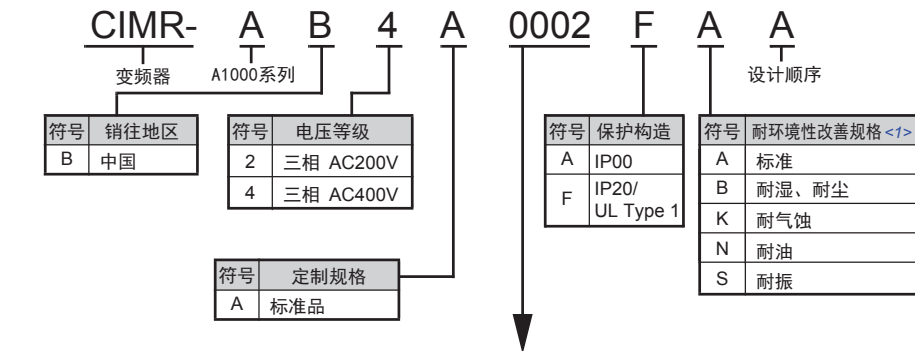 CIMR- A B 4 A 0002 F A A
变频器 A1000系列 设计顺序
符号 销往地区
B 中国
符号 电压等级
2 三相 AC200V
4 三相 AC400V
符号 保护构造
A IP00
F IP20/
UL Type 1
符号 耐环境性改善规格<1>
A 标准
B 耐湿、耐尘
K 耐气蚀
N 耐油
S 耐振
符号 定制规格
A 标准品